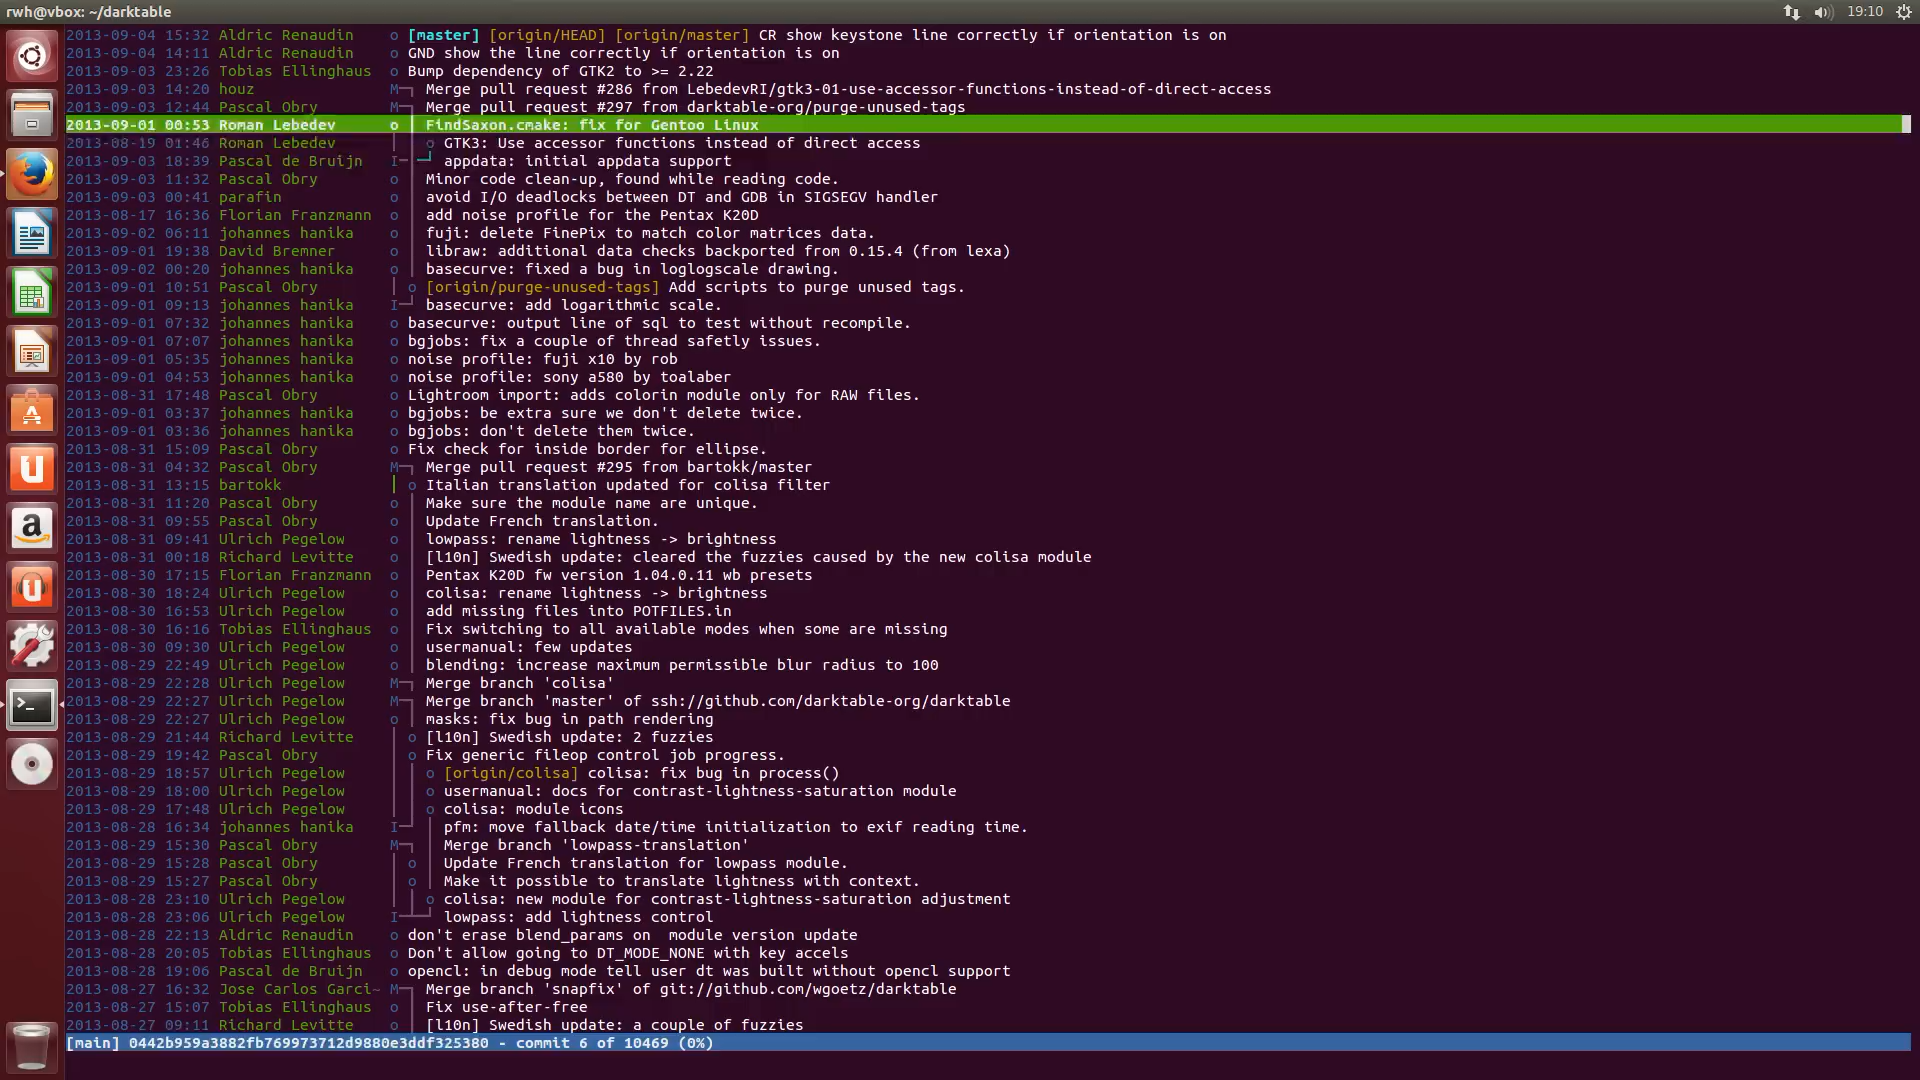 rwh@vbox: ~/darktable 19:10
2013-09-04 15:32 Aldric Renaudin o [master] [origin/HEAD] [origin/master] CR show keystone line correctly if orientation is on
2013-09-04 14:11 Aldric Renaudin o GND show the line correctly if orientation is on
2013-09-03 23:26 Tobias Ellinghaus o Bump dependency of GTK2 to >= 2.22
2013-09-03 14:20 houz M─┐ Merge pull request #286 from LebedevRI/gtk3-01-use-accessor-functions-instead-of-direct-access
2013-09-03 12:44 Pascal Obry M─┐ Merge pull request #297 from darktable-org/purge-unused-tags
2013-09-01 00:53 Roman Lebedev o │ FindSaxon.cmake: fix for Gentoo Linux
2013-08-19 01:46 Roman Lebedev │ │ o GTK3: Use accessor functions instead of direct access
2013-09-03 18:39 Pascal de Bruijn I─│─┘ appdata: initial appdata support
2013-09-03 11:32 Pascal Obry o │ Minor code clean-up, found while reading code.
2013-09-03 00:41 parafin o │ avoid I/O deadlocks between DT and GDB in SIGSEGV handler
2013-08-17 16:36 Florian Franzmann o │ add noise profile for the Pentax K20D
2013-09-02 06:11 johannes hanika o │ fuji: delete FinePix to match color matrices data.
2013-09-01 19:38 David Bremner o │ libraw: additional data checks backported from 0.15.4 (from lexa)
2013-09-02 00:20 johannes hanika o │ basecurve: fixed a bug in loglogscale drawing.
2013-09-01 10:51 Pascal Obry │ o [origin/purge-unused-tags] Add scripts to purge unused tags.
2013-09-01 09:13 johannes hanika I─┘ basecurve: add logarithmic scale.
2013-09-01 07:32 johannes hanika o basecurve: output line of sql to test without recompile.
2013-09-01 07:07 johannes hanika o bgjobs: fix a couple of thread safetly issues.
2013-09-01 05:35 johannes hanika o noise profile: fuji x10 by rob
2013-09-01 04:53 johannes hanika o noise profile: sony a580 by toalaber
2013-08-31 17:48 Pascal Obry o Lightroom import: adds colorin module only for RAW files.
2013-09-01 03:37 johannes hanika o bgjobs: be extra sure we don't delete twice.
2013-09-01 03:36 johannes hanika o bgjobs: don't delete them twice.
2013-08-31 15:09 Pascal Obry o Fix check for inside border for ellipse.
2013-08-31 04:32 Pascal Obry M─┐ Merge pull request #295 from bartokk/master
2013-08-31 13:15 bartokk │ o Italian translation updated for colisa filter
2013-08-31 11:20 Pascal Obry o │ Make sure the module name are unique.
2013-08-31 09:55 Pascal Obry o │ Update French translation.
2013-08-31 09:41 Ulrich Pegelow o │ lowpass: rename lightness -> brightness
2013-08-31 00:18 Richard Levitte o │ [l10n] Swedish update: cleared the fuzzies caused by the new colisa module
2013-08-30 17:15 Florian Franzmann o │ Pentax K20D fw version 1.04.0.11 wb presets
2013-08-30 18:24 Ulrich Pegelow o │ colisa: rename lightness -> brightness
2013-08-30 16:53 Ulrich Pegelow o │ add missing files into POTFILES.in
2013-08-30 16:16 Tobias Ellinghaus o │ Fix switching to all available modes when some are missing
2013-08-30 09:30 Ulrich Pegelow o │ usermanual: few updates
2013-08-29 22:49 Ulrich Pegelow o │ blending: increase maximum permissible blur radius to 100
2013-08-29 22:28 Ulrich Pegelow M─┐ Merge branch 'colisa'
2013-08-29 22:27 Ulrich Pegelow M─┐ Merge branch 'master' of ssh://github.com/darktable-org/darktable
2013-08-29 22:27 Ulrich Pegelow o │ masks: fix bug in path rendering
2013-08-29 21:44 Richard Levitte │ o [l10n] Swedish update: 2 fuzzies
2013-08-29 19:42 Pascal Obry │ o Fix generic fileop control job progress.
2013-08-29 18:57 Ulrich Pegelow │ │ o [origin/colisa] colisa: fix bug in process()
2013-08-29 18:00 Ulrich Pegelow │ │ o usermanual: docs for contrast-lightness-saturation module
2013-08-29 17:48 Ulrich Pegelow │ │ o colisa: module icons
2013-08-28 16:34 johannes hanika I─┘ │ pfm: move fallback date/time initialization to exif reading time.
2013-08-29 15:30 Pascal Obry M─┐ │ Merge branch 'lowpass-translation'
2013-08-29 15:28 Pascal Obry │ o │ Update French translation for lowpass module.
2013-08-29 15:27 Pascal Obry │ o │ Make it possible to translate lightness with context.
2013-08-28 23:10 Ulrich Pegelow │ │ o colisa: new module for contrast-lightness-saturation adjustment
2013-08-28 23:06 Ulrich Pegelow I─┴─┘ lowpass: add lightness control
2013-08-28 22:13 Aldric Renaudin o don't erase blend_params on  module version update
2013-08-28 20:05 Tobias Ellinghaus o Don't allow going to DT_MODE_NONE with key accels
2013-08-28 19:06 Pascal de Bruijn o opencl: in debug mode tell user dt was built without opencl support
2013-08-27 16:32 Jose Carlos Garci~ M─┐ Merge branch 'snapfix' of git://github.com/wgoetz/darktable
2013-08-27 15:07 Tobias Ellinghaus o │ Fix use-after-free
2013-08-27 09:11 Richard Levitte o │ [l10n] Swedish update: a couple of fuzzies
[main] 0442b959a3882fb769973712d9880e3ddf325380 - commit 6 of 10469 (0%)